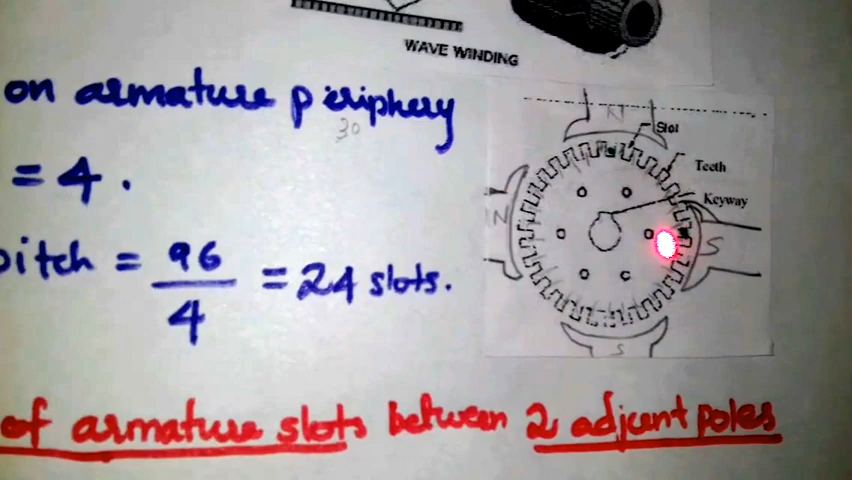 WAVE WINDING
on armature periphery
30
= 4 .
pitch = 96/4 = 24 slots.
N
Slot
Teeth
Keyway
N
S
S
of armature slots between 2 adjunt poles